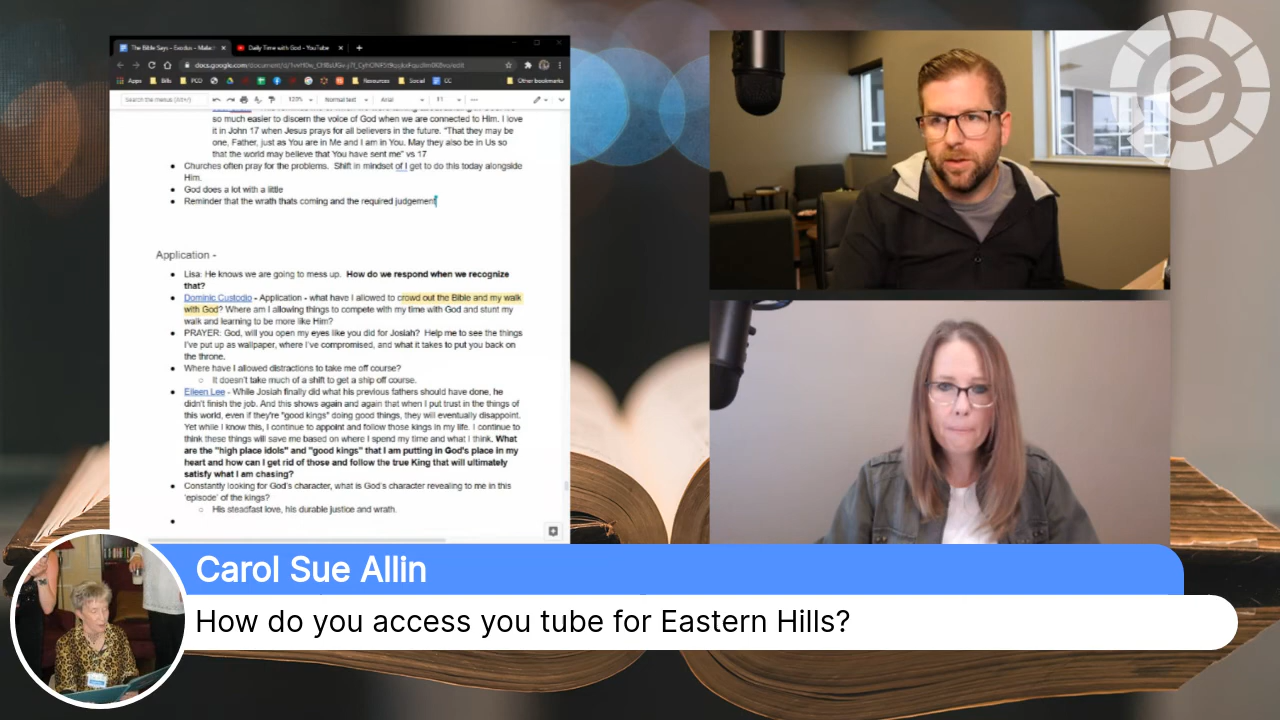 The Bible Says - Exodus - Malac
Daily Time with God - YouTube
Apps
Bills
PCO
Resources
Social
CC
Other bookmarks
Search the menus (Alt+/)
Normal text
Arial
11
so much easier to discern the voice of God when we are connected to Him. I love
it in John 17 when Jesus prays for all believers in the future. "That they may be
one, Father, just as You are in Me and I am in You. May they also be in Us so
that the world may believe that You have sent me" vs 17
Churches often pray for the problems. Shift in mindset of I get to do this today alongside
Him.
God does a lot with a little
Reminder that the wrath thats coming and the required judgement
Application -
Lisa: He knows we are going to mess up. How do we respond when we recognize
that?
Dominic Custodio - Application - what have I allowed to crowd out the Bible and my walk
with God? Where am I allowing things to compete with my time with God and stunt my
walk and learning to be more like Him?
PRAYER: God, will you open my eyes like you did for Josiah? Help me to see the things
I've put up as wallpaper, where I've compromised, and what it takes to put you back on
the throne.
Where have I allowed distractions to take me off course?
It doesn't take much of a shift to get a ship off course.
Eileen Lee - While Josiah finally did what his previous fathers should have done, he
didn't finish the job. And this shows again and again that when I put trust in the things of
this world, even if they're "good kings" doing good things, they will eventually disappoint.
Yet while I know this, I continue to appoint and follow those kings in my life. I continue to
think these things will save me based on where I spend my time and what I think. What
are the "high place idols" and "good kings" that I am putting in God's place in my
heart and how can I get rid of those and follow the true King that will ultimately
satisfy what I am chasing?
Constantly looking for God's character, what is God's character revealing to me in this
'episode' of the kings?
His steadfast love, his durable justice and wrath.
Carol Sue Allin
How do you access you tube for Eastern Hills?